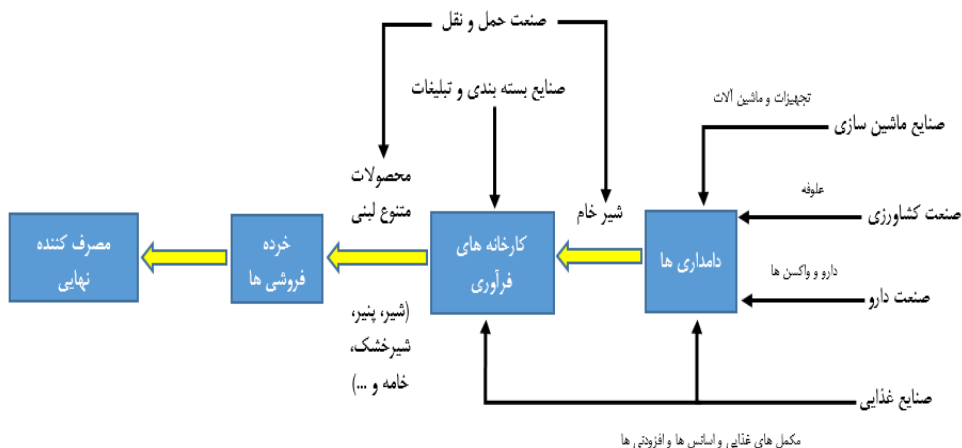 صنعت حمل و نقل
صنایع بسته بندی و تبلیغات
تجهیزات و ماشین آلات
صنایع ماشین سازی
علوفه
صنعت کشاورزی
دارو و واکسن ها
صنعت دارو
صنایع غذایی
مکمل های غذایی و اسانس ها و افزودنی ها
دامداری ها
شیر خام
کارخانه های
فرآوری
محصولات
متنوع لبنی
(شیر، پنیر،
شیرخشک،
خامه و ...)
خرده
فروشی ها
مصرف کننده
نهایی